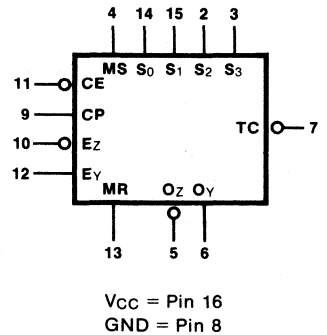 4 14 15 2 3
MS S0 S1 S2 S3
11 CE
9 CP
TC 7
10 EZ
12 EY
MR OZ OY
13 5 6
VCC = Pin 16
GND = Pin 8